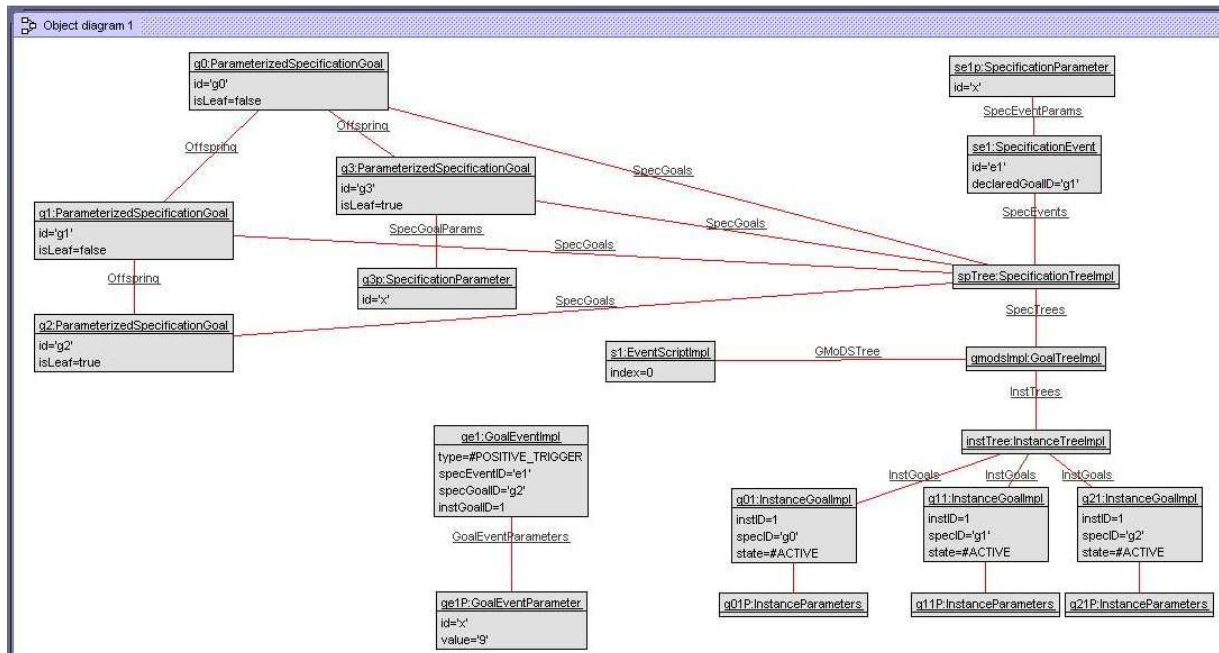 Object diagram 1
g0:ParameterizedSpecificationGoal
id='g0'
isLeaf=false
se1p:SpecificationParameter
id='x'
SpecEventParams
Offspring
Offspring
se1:SpecificationEvent
id='e1'
declaredGoalID='g1'
g3:ParameterizedSpecificationGoal
id='g3'
isLeaf=true
SpecGoals
g1:ParameterizedSpecificationGoal
id='g1'
isLeaf=false
SpecGoalParams
SpecGoals
SpecEvents
SpecGoals
Offspring
g3p:SpecificationParameter
id='x'
spTree:SpecificationTreeImpl
SpecGoals
SpecTrees
g2:ParameterizedSpecificationGoal
id='g2'
isLeaf=true
s1:EventScriptImpl
index=0
GMoDSTree
gmodsImpl:GoalTreeImpl
InstTrees
ge1:GoalEventImpl
type=#POSITIVE_TRIGGER
specEventID='e1'
specGoalID='g2'
instGoalID=1
instTree:InstanceTreeImpl
InstGoals
InstGoals
InstGoals
g01:InstanceGoalImpl
instID=1
specID='g0'
state=#ACTIVE
g11:InstanceGoalImpl
instID=1
specID='g1'
state=#ACTIVE
g21:InstanceGoalImpl
instID=1
specID='g2'
state=#ACTIVE
GoalEventParameters
ge1P:GoalEventParameter
id='x'
value='9'
g01P:InstanceParameters
g11P:InstanceParameters
g21P:InstanceParameters